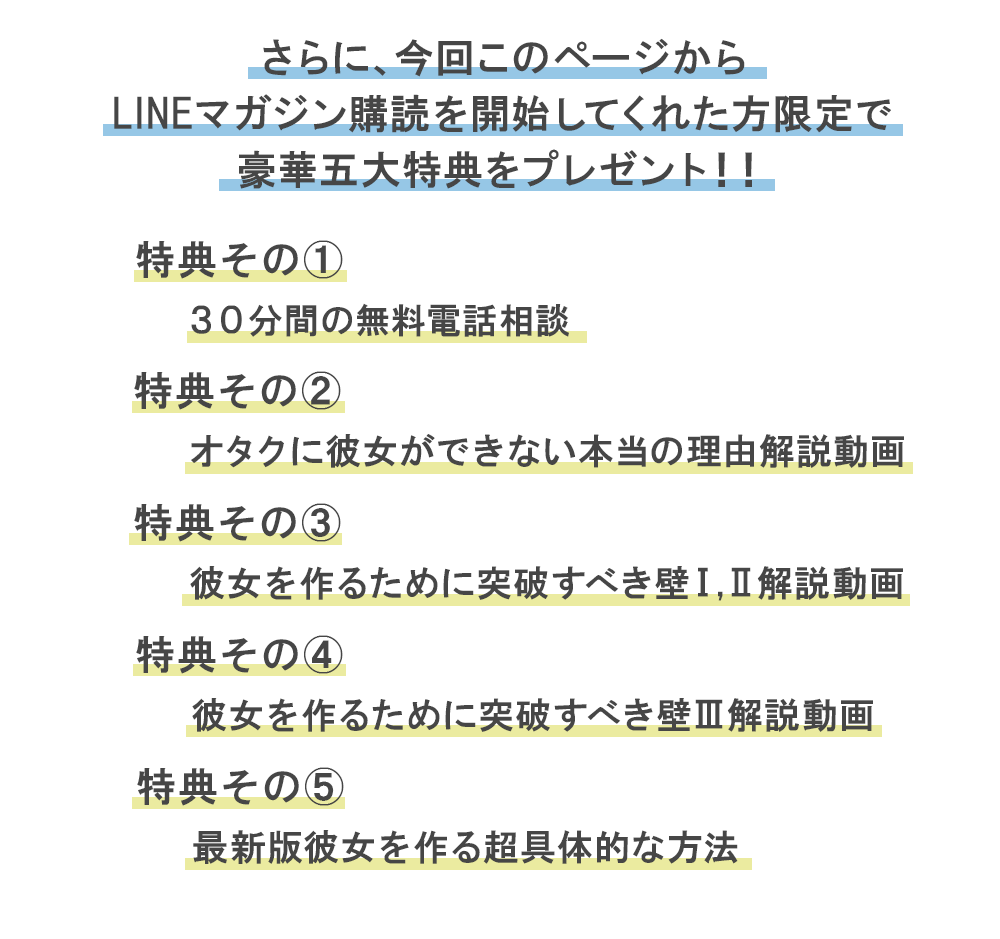 さらに、今回このページから
LINEマガジン購読を開始してくれた方限定で
豪華五大特典をプレゼント!!
特典その①
３０分間の無料電話相談
特典その②
オタクに彼女ができない本当の理由解説動画
特典その③
彼女を作るために突破すべき壁Ⅰ,Ⅱ解説動画
特典その④
彼女を作るために突破すべき壁Ⅲ解説動画
特典その⑤
最新版彼女を作る超具体的な方法